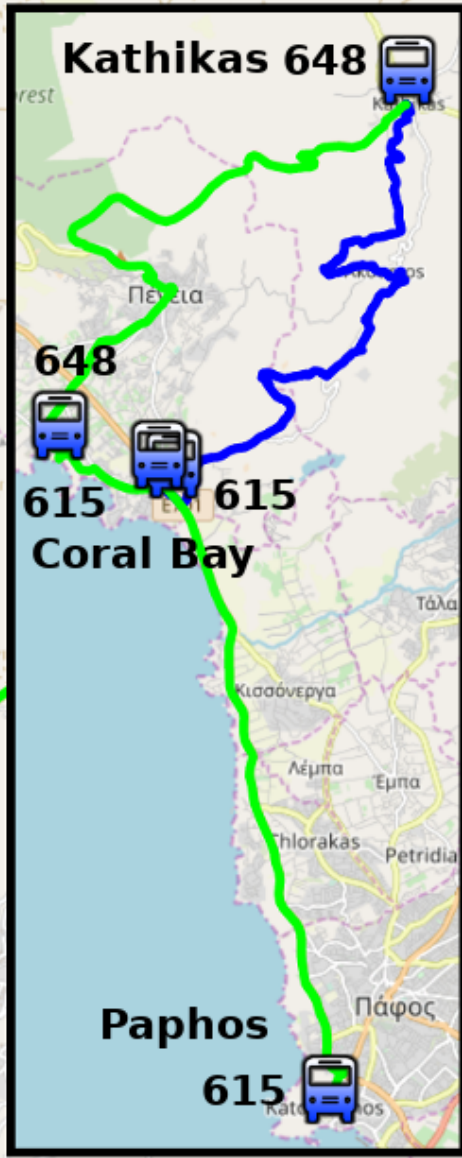 Kathikas 648
Πέγεια
648
615
615
Coral Bay
Τάλα
Κισσόνεργα
Λέμπα
Έμπα
Chlorakas
Petridia
Πάφος
Paphos
615